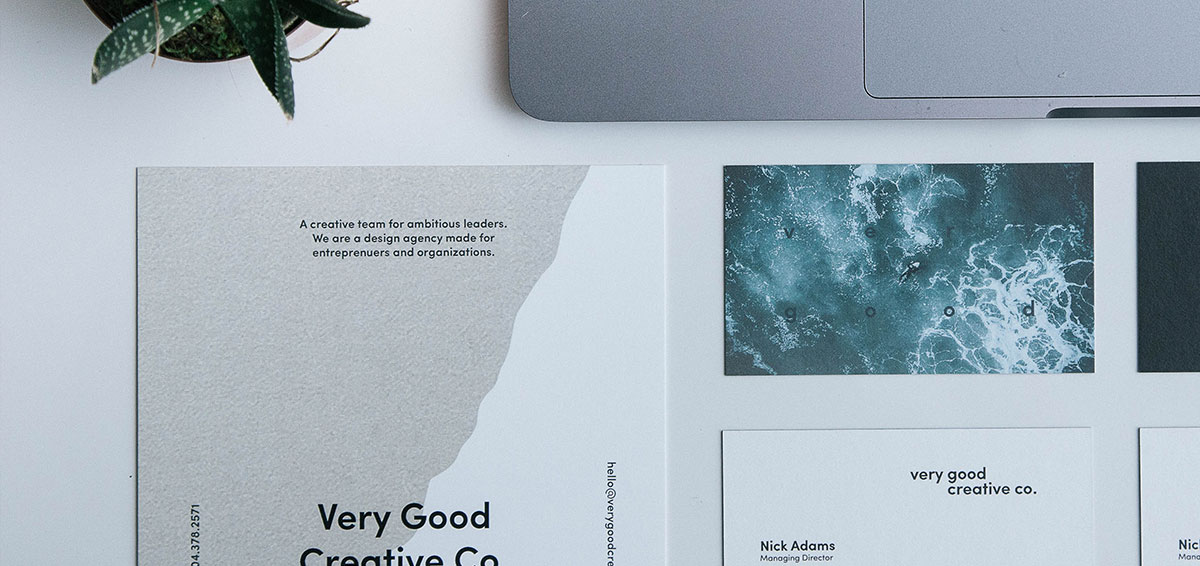 A creative team for ambitious leaders.
We are a design agency made for
entreprenuers and organizations.
04.378.2571
hello@verygoodcre
Very Good
Creative Co
v e r
g o o d
very good
creative co.
Nick Adams
Managing Director